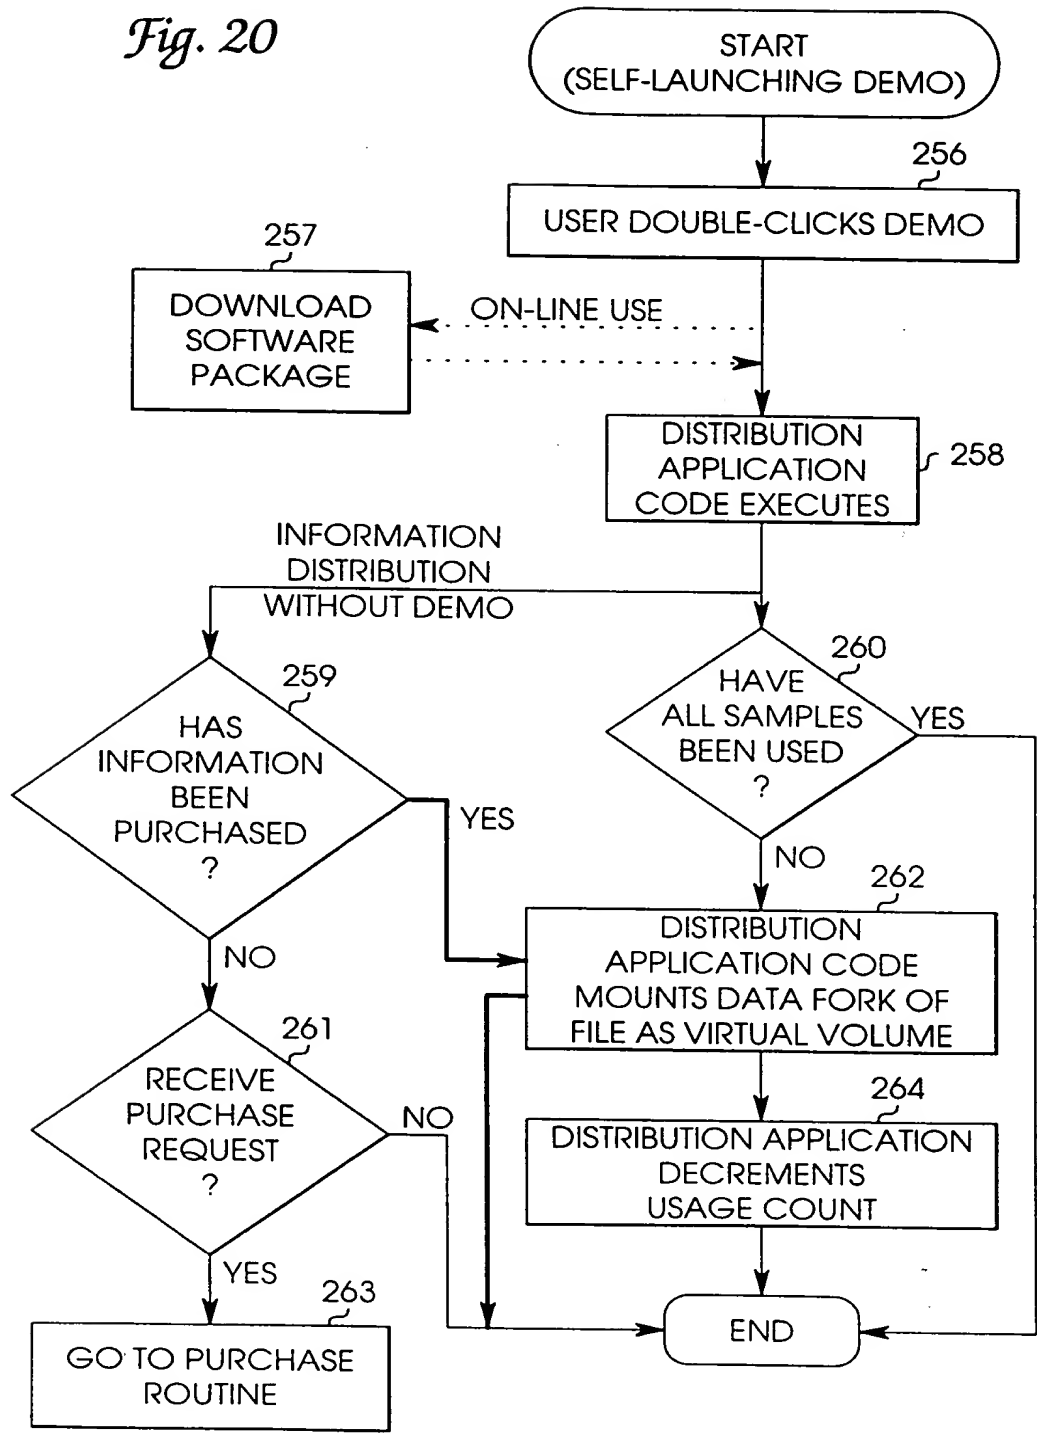 Fig. 20
START
(SELF-LAUNCHING DEMO)
256
USER DOUBLE-CLICKS DEMO
257
DOWNLOAD
SOFTWARE
PACKAGE
ON-LINE USE
DISTRIBUTION
APPLICATION
CODE EXECUTES
258
INFORMATION
DISTRIBUTION
WITHOUT DEMO
259
HAS
INFORMATION
BEEN
PURCHASED
?
YES
NO
260
HAVE
ALL SAMPLES
BEEN USED
?
YES
NO
262
DISTRIBUTION
APPLICATION CODE
MOUNTS DATA FORK OF
FILE AS VIRTUAL VOLUME
261
RECEIVE
PURCHASE
REQUEST
?
NO
YES
264
DISTRIBUTION APPLICATION
DECREMENTS
USAGE COUNT
263
GO TO PURCHASE
ROUTINE
END